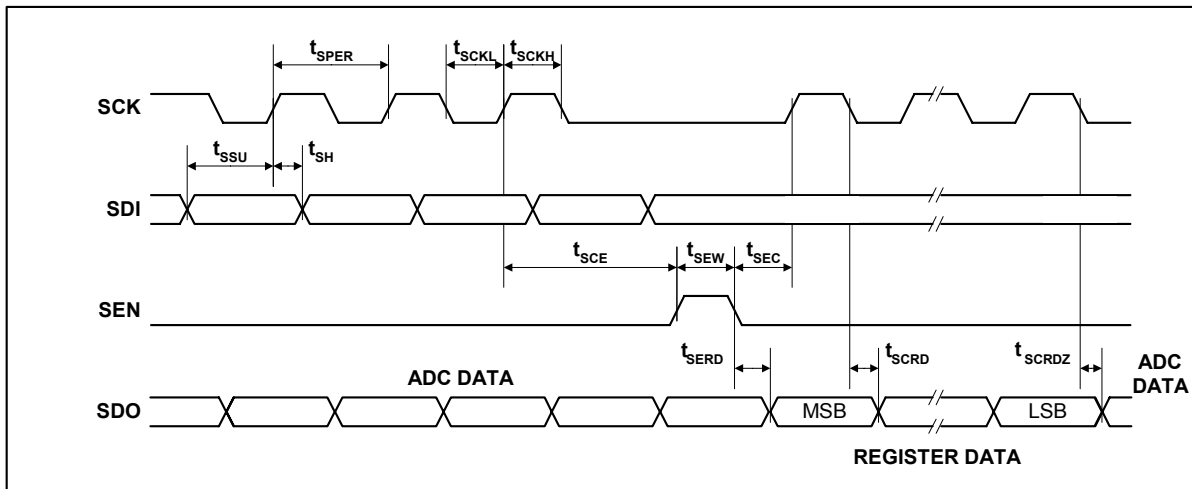 tSPER
tSCKL
tSCKH
SCK
tSSU
tSH
SDI
tSCE
tSEW
tSEC
SEN
tSERD
tSCRD
tSCRDZ
ADC DATA
ADC
DATA
SDO
MSB
LSB
REGISTER DATA